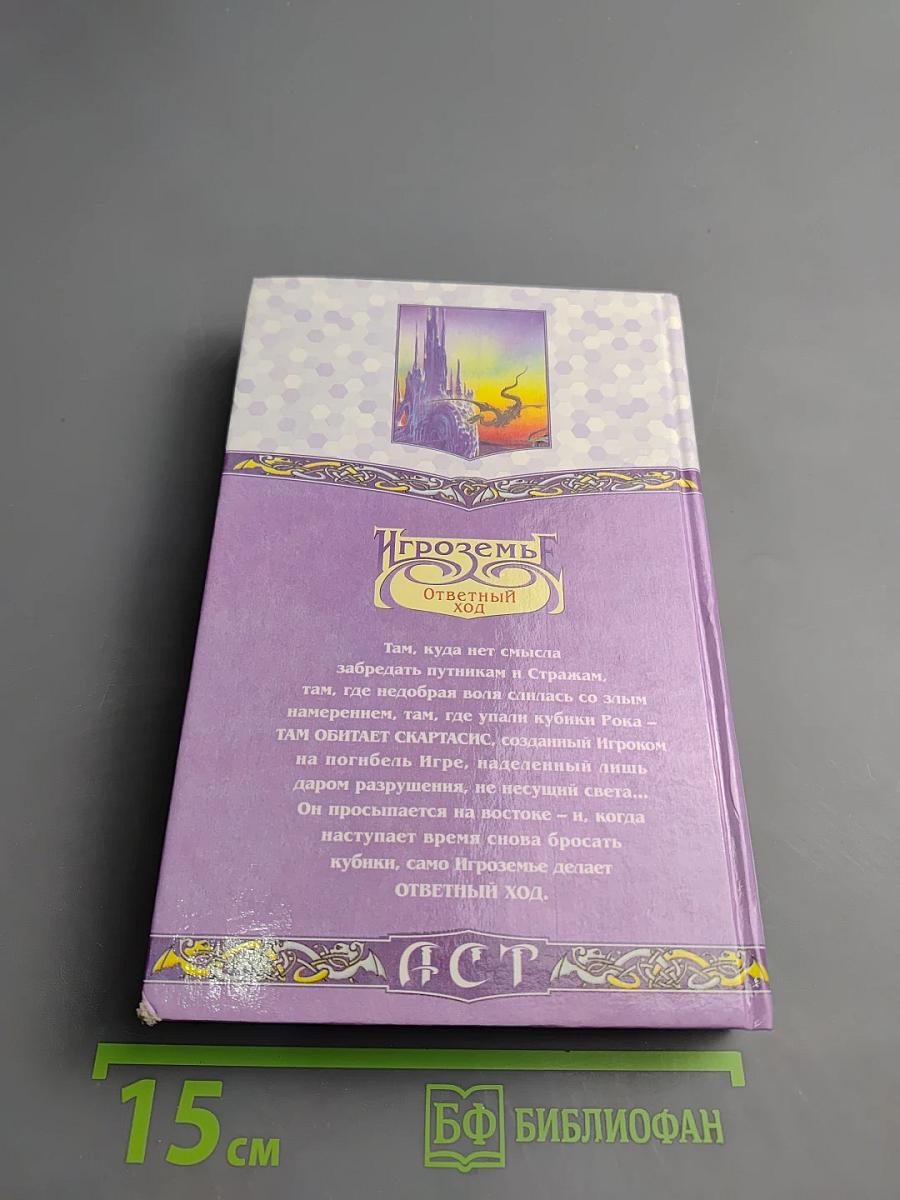 Игроземье
Ответный
ход
Там, куда нет смысла
забредать путникам и Стражам,
там, где недобрая воля слилась со злым
намерением, там, где упали кубики Рока –
ТАМ ОБИТАЕТ СКАРТАСИС, созданный Игроком
на погибель Игре, наделенный лишь
даром разрушения, не несущий света...
Он просыпается на востоке – и, когда
наступает время снова бросать
кубики, само Игроземье делает
ОТВЕТНЫЙ ХОД.
АСТ
15 см
БФ БИБЛИОФАН